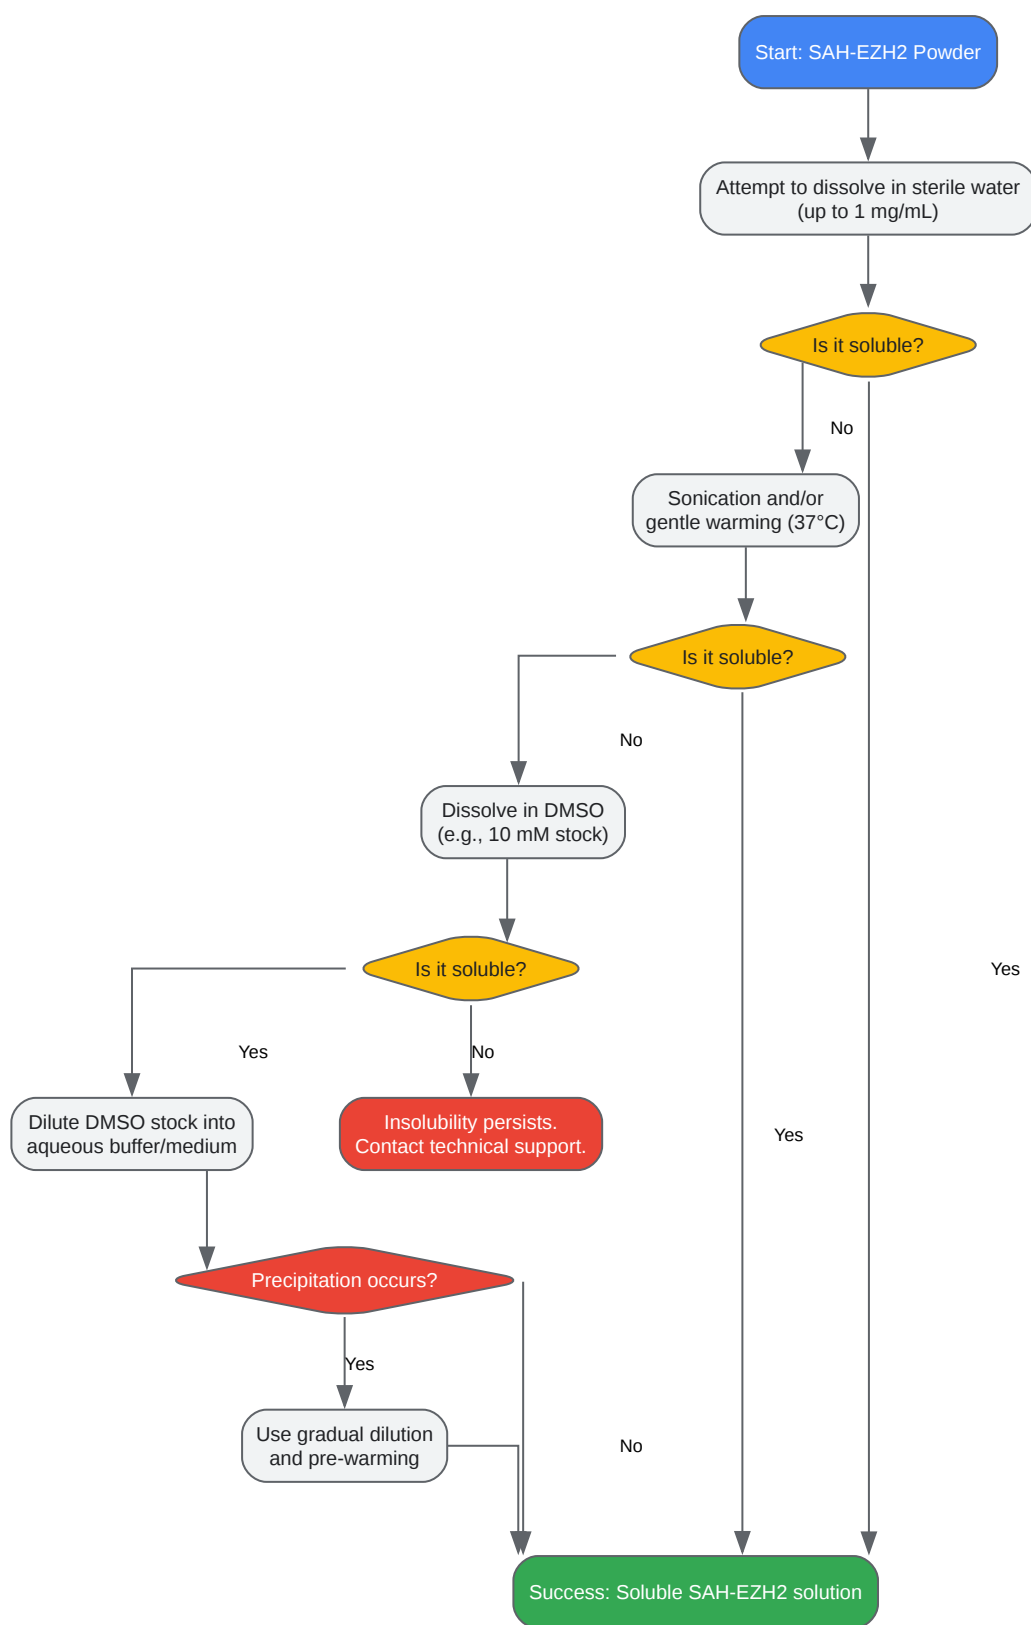 Start: SAH-EZH2 Powder
Attempt to dissolve in sterile water
(up to 1 mg/mL)
Is it soluble?
No
Sonication and/or
gentle warming (37°C)
Is it soluble?
No
Dissolve in DMSO
(e.g., 10 mM stock)
Is it soluble?
Yes
Yes
No
Dilute DMSO stock into
aqueous buffer/medium
Insolubility persists.
Contact technical support.
Yes
Precipitation occurs?
Yes
Use gradual dilution
and pre-warming
No
Success: Soluble SAH-EZH2 solution